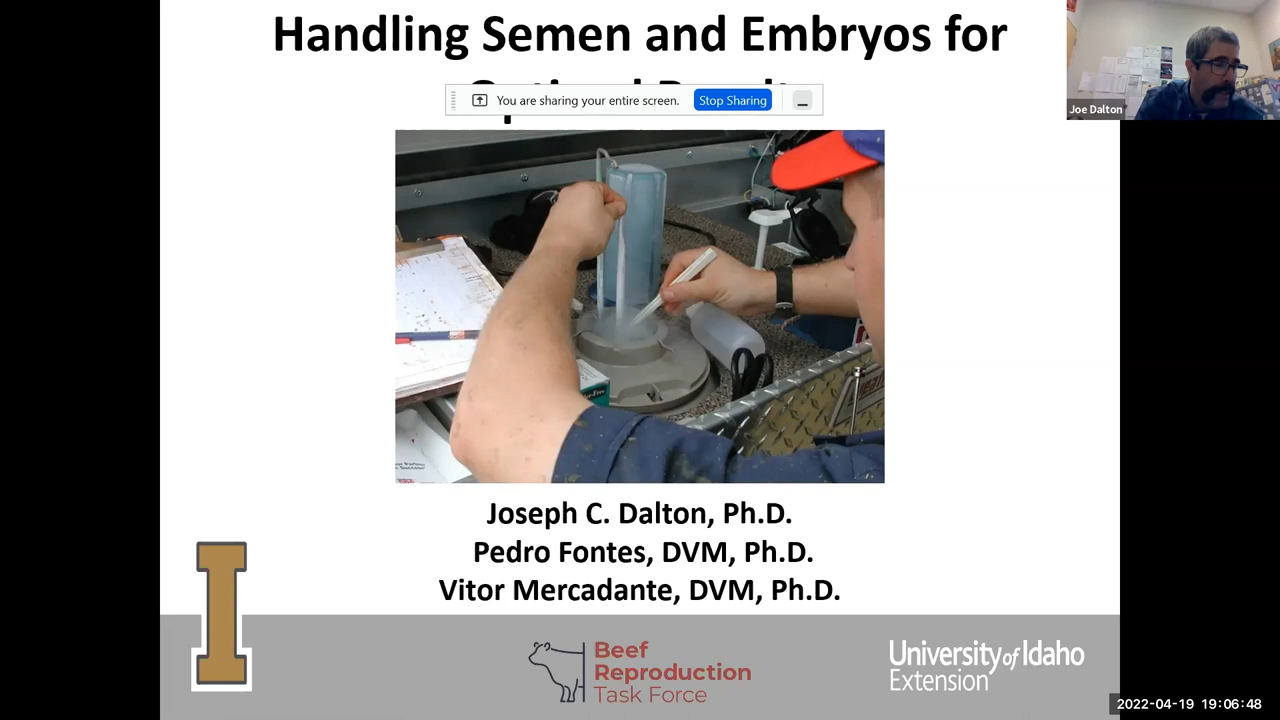 Handling Semen and Embryos for
You are sharing your entire screen.
Stop Sharing
Joe Dalton
Joseph C. Dalton, Ph.D.
Pedro Fontes, DVM, Ph.D.
Vitor Mercadante, DVM, Ph.D.
I
Beef
Reproduction
Task Force
University of Idaho
Extension
2022-04-19 19:06:48